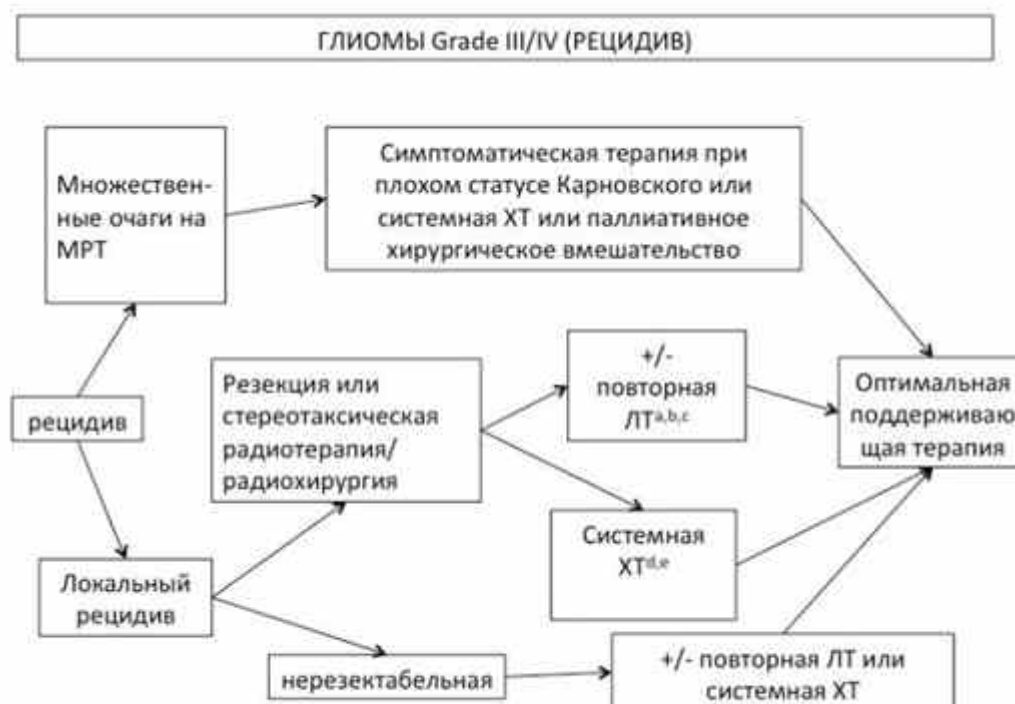 ГЛИОМЫ Grade III/IV (РЕЦИДИВ)
Множествен-
ные очаги на
МРТ
Симптоматическая терапия при
плохом статусе Карновского или
системная ХТ или паллиативное
хирургическое вмешательство
рецидив
Резекция или
стереотаксическая
радиотерапия/
радиохирургия
+/-
повторная
ЛТa,b,c
Оптимальная
поддерживаю
щая терапия
Системная
ХТd,e
Локальный
рецидив
нерезектабельная
+/- повторная ЛТ или
системная ХТ